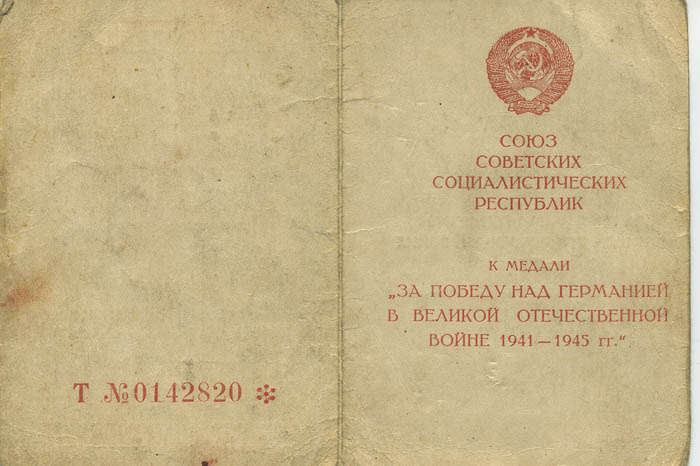 Т №0142820
СОЮЗ
СОВЕТСКИХ
СОЦИАЛИСТИЧЕСКИХ
РЕСПУБЛИК
К МЕДАЛИ
„ЗА ПОБЕДУ НАД ГЕРМАНИЕЙ
В ВЕЛИКОЙ ОТЕЧЕСТВЕННОЙ
ВОЙНЕ 1941—1945 гг.“